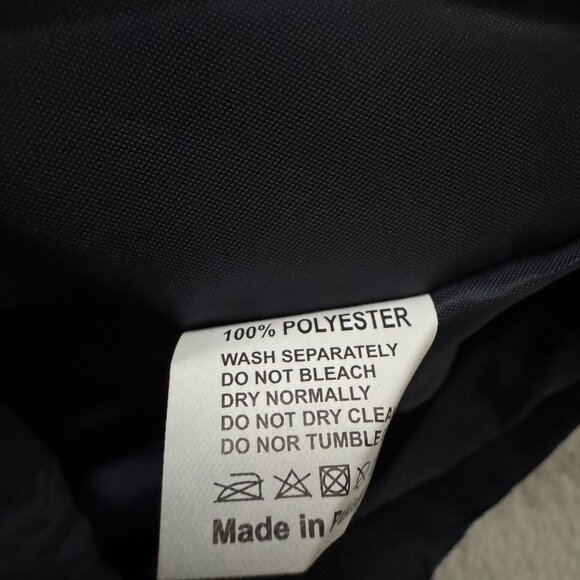 100% POLYESTER
WASH SEPARATELY
DO NOT BLEACH
DRY NORMALLY
DO NOT DRY CLEA
DO NOR TUMBLE
Made in